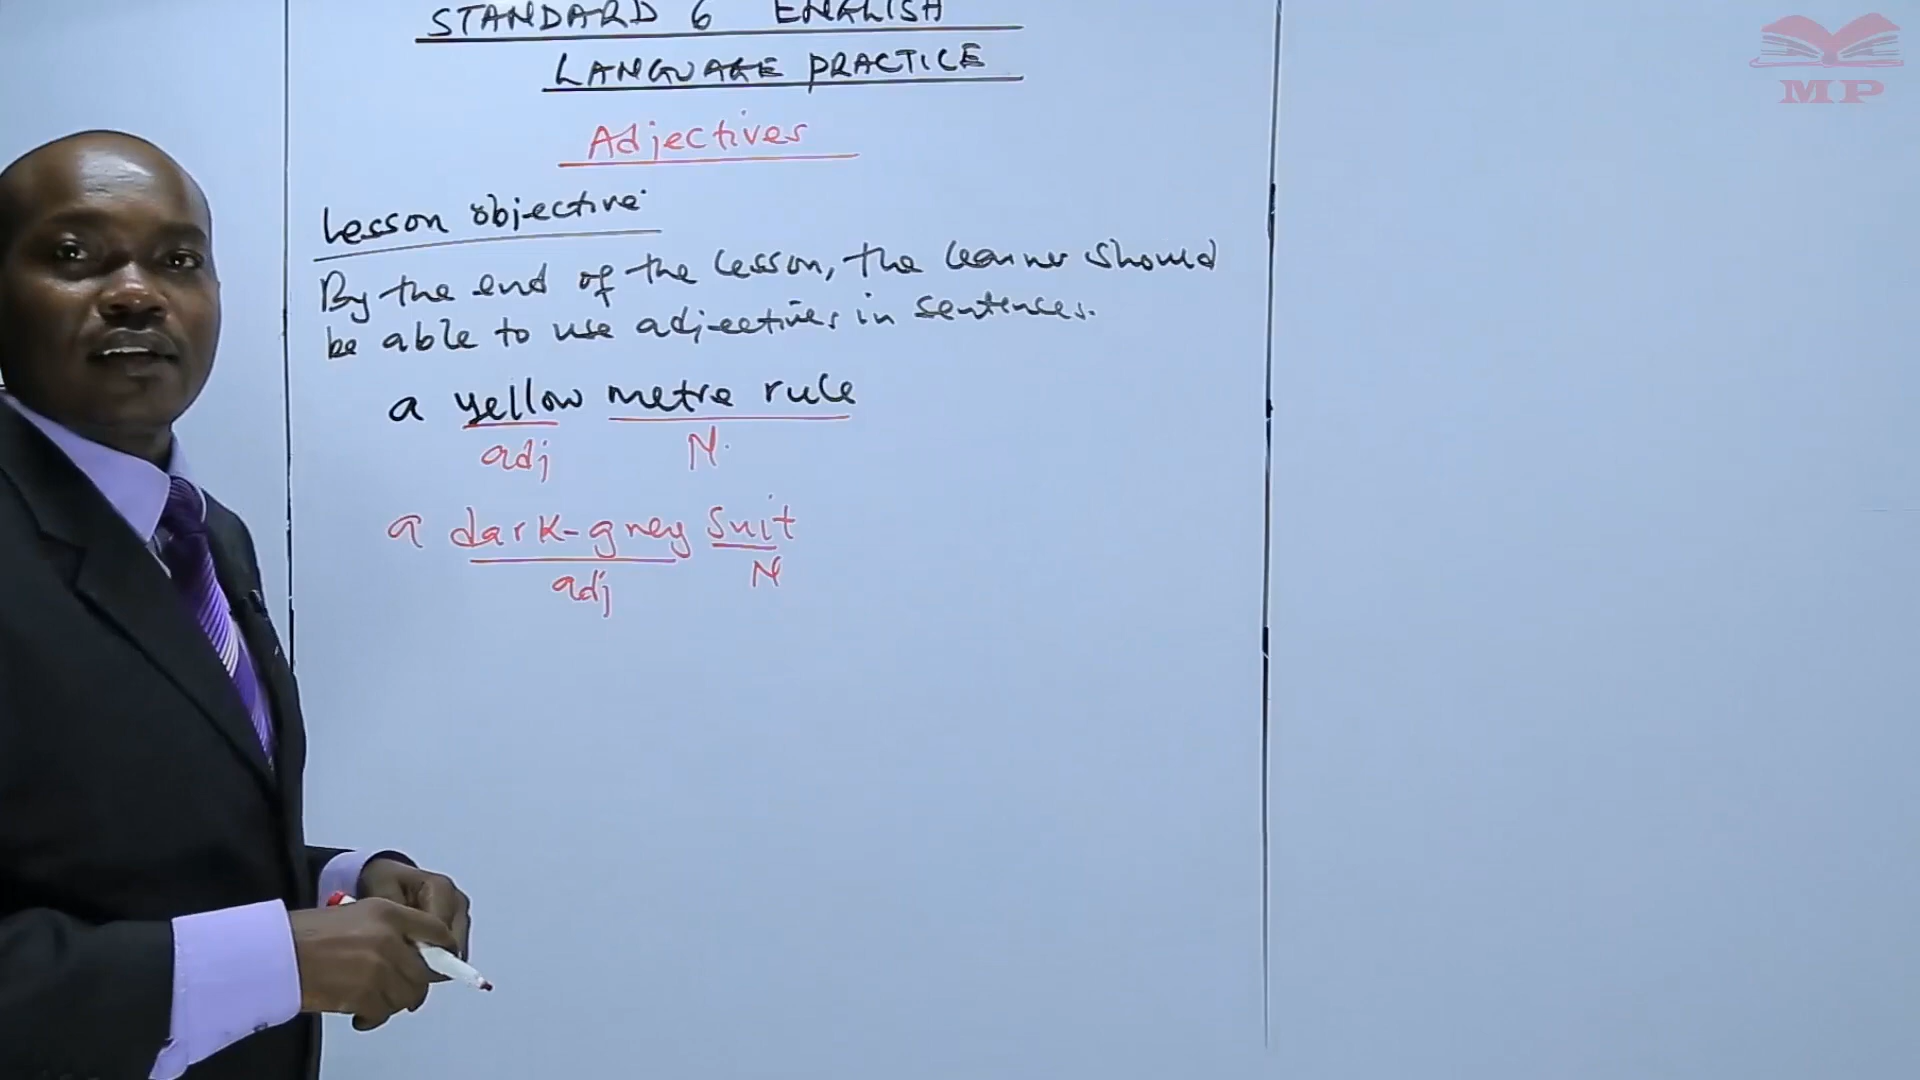 STANDARD 6 ENGLISH
LANGUAGE PRACTICE
MP
Adjectives
Lesson objective
By the end of the lesson, the learner should
be able to use adjectives in sentences.
a yellow metre rule
adj N.
a dark-grey suit
adj N